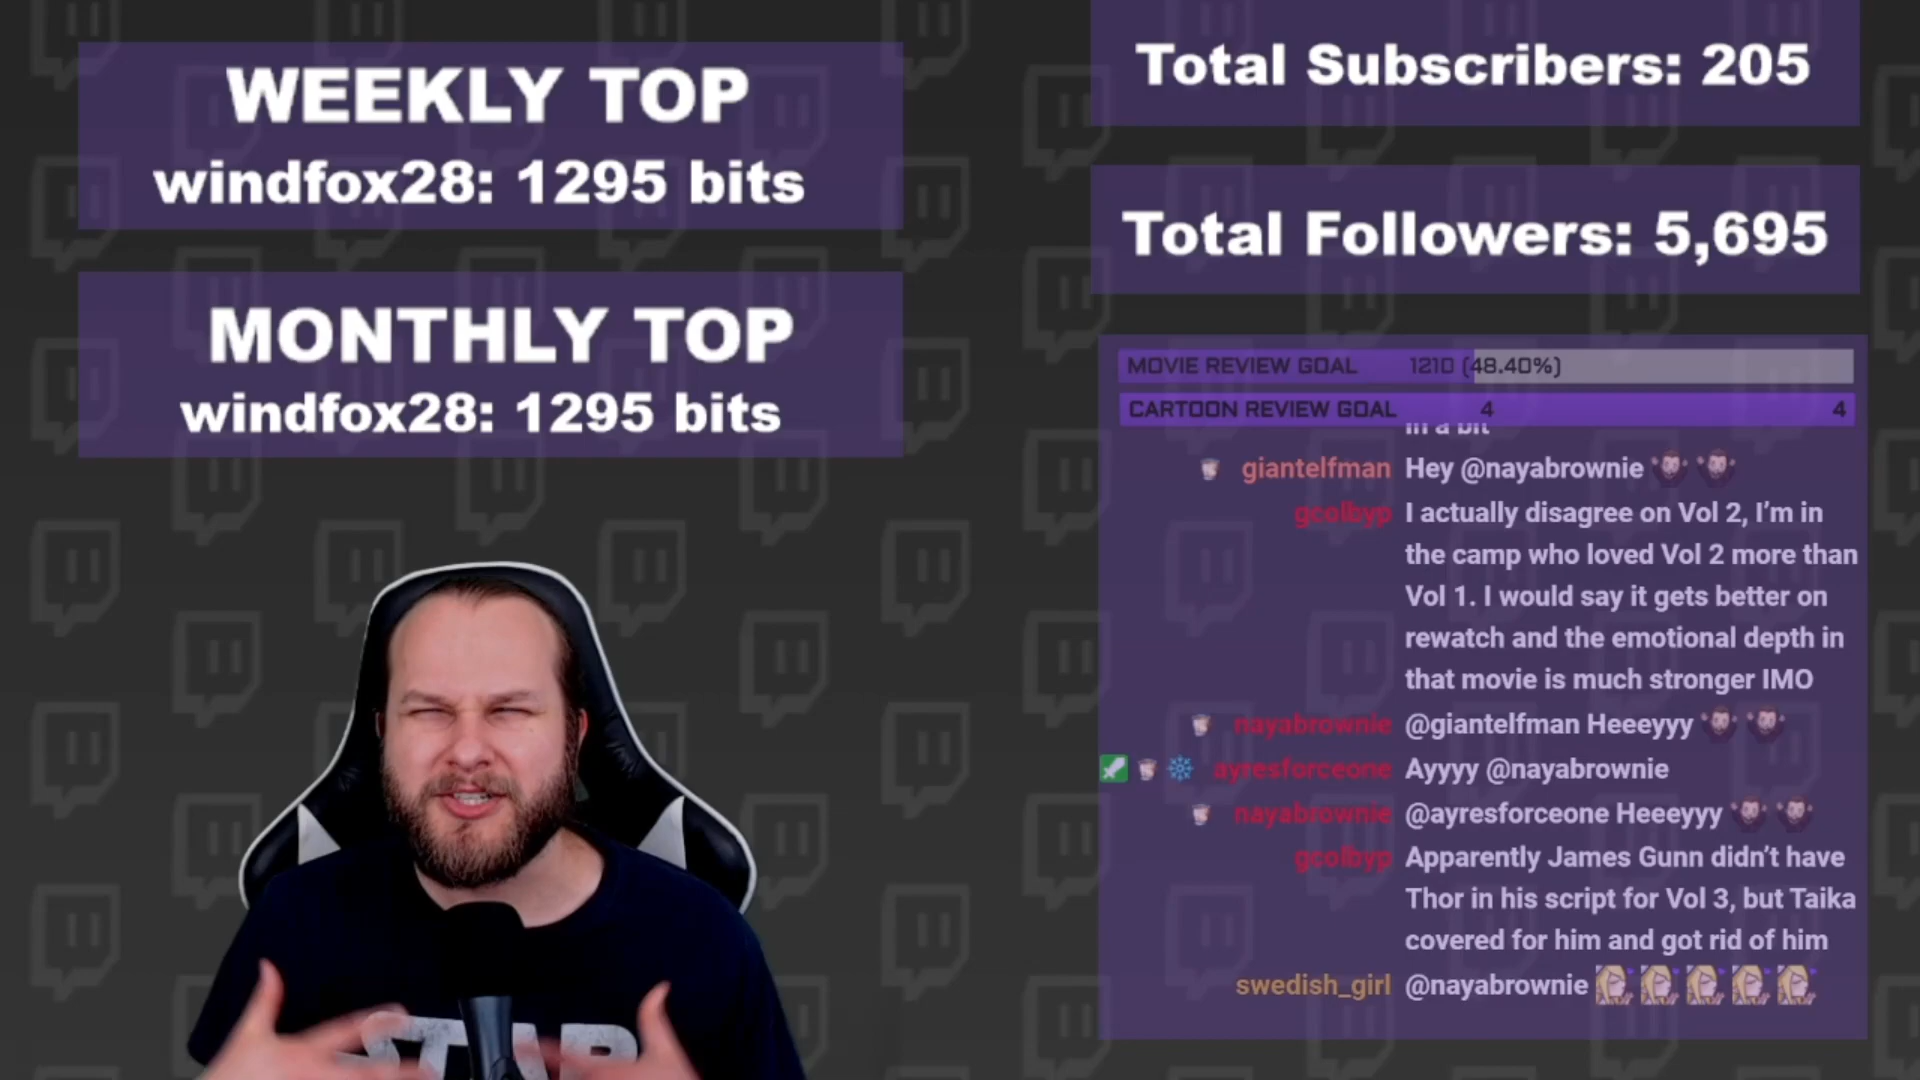 WEEKLY TOP
windfox28: 1295 bits
MONTHLY TOP
windfox28: 1295 bits
Total Subscribers: 205
Total Followers: 5,695
MOVIE REVIEW GOAL 1210 (48.40%)
CARTOON REVIEW GOAL 4 4
in a bit
giantelfman Hey @nayabrownie
gcolbyp I actually disagree on Vol 2, I’m in
the camp who loved Vol 2 more than
Vol 1. I would say it gets better on
rewatch and the emotional depth in
that movie is much stronger IMO
nayabrownie @giantelfman Heeeyyy
ayresforceone Ayyyy @nayabrownie
nayabrownie @ayresforceone Heeeyyy
gcolbyp Apparently James Gunn didn’t have
Thor in his script for Vol 3, but Taika
covered for him and got rid of him
swedish_girl @nayabrownie
STAR